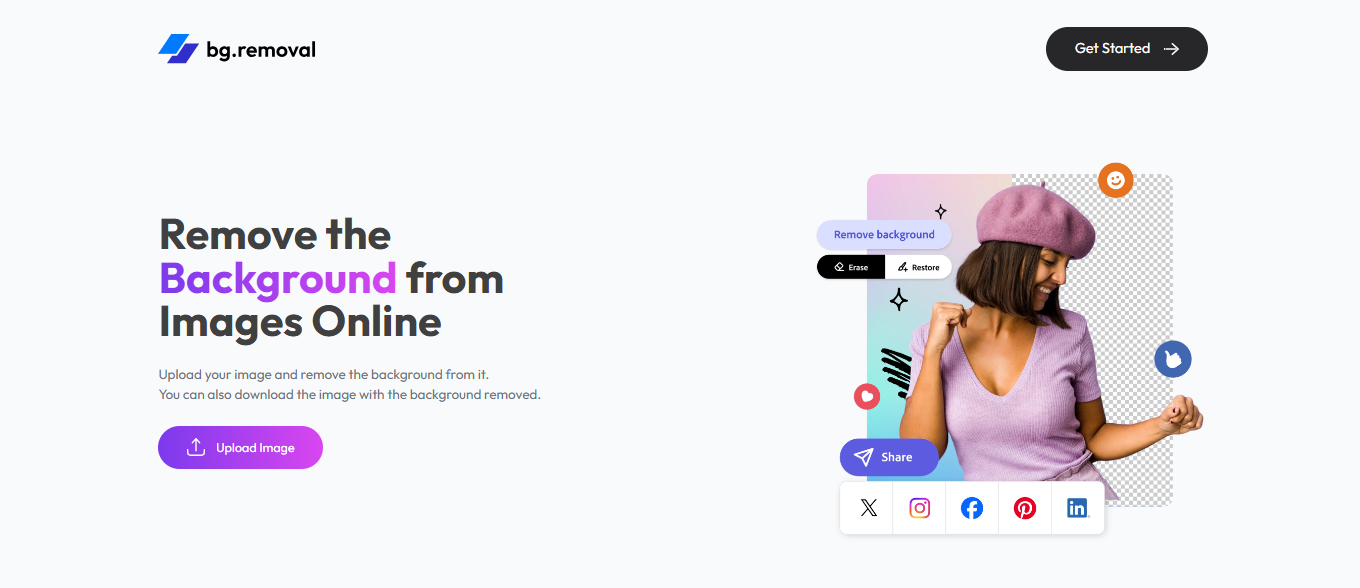 bg.removal
Get Started
Remove the
Background from
Images Online
Upload your image and remove the background from it.
You can also download the image with the background removed.
Upload Image
Remove background
Erase
Restore
Share